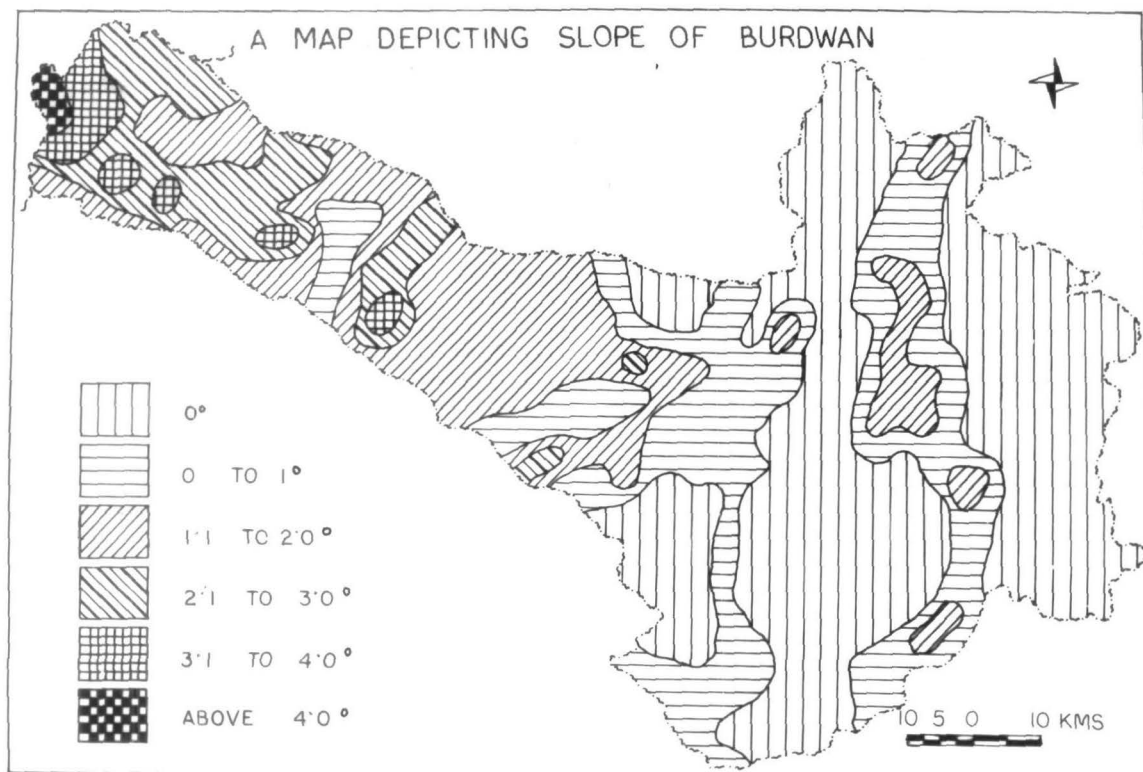 A MAP DEPICTING SLOPE OF BURDWAN
0°
0 TO 1°
1·1 TO 2·0°
2·1 TO 3·0°
3·1 TO 4·0°
ABOVE 4·0°
10 5 0 10 KMS